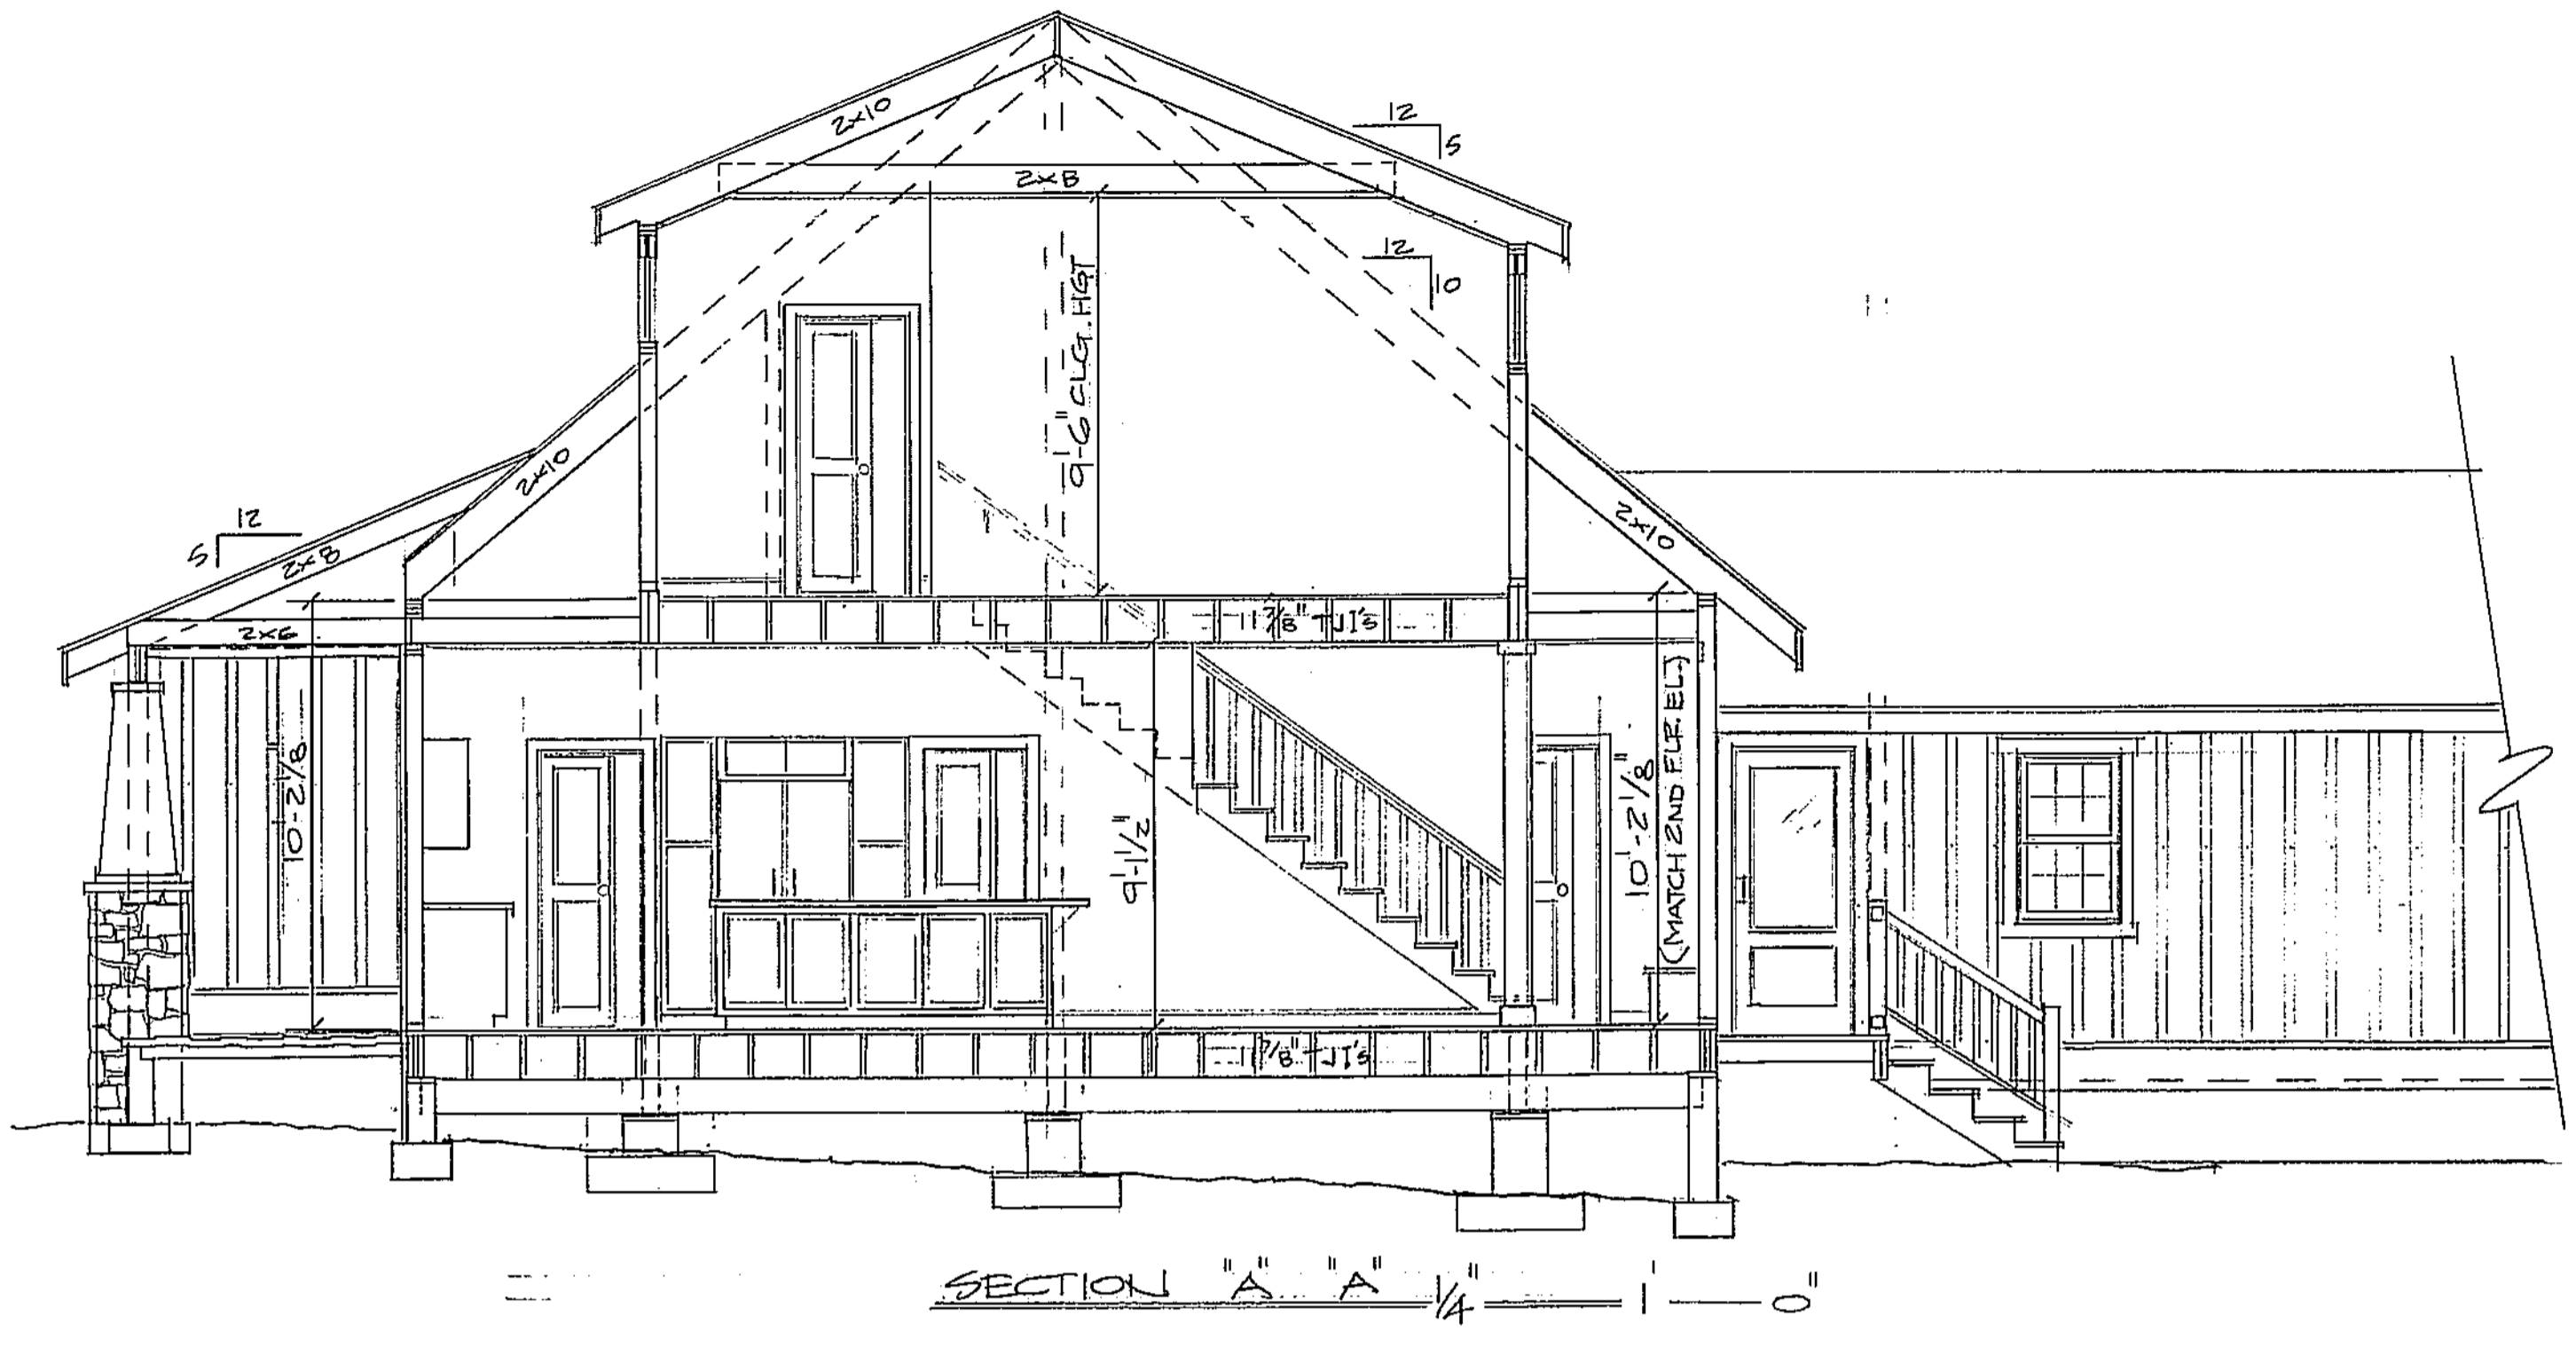 2x10
12
5
2x8
12
10
9'-6" CLG. HGT
2x10
2x10
12
5
2x8
2x6
11 7/8" TJI's
10-2 1/8
9'-1 1/2"
10'-2 1/8"
(MATCH 2ND FLR. EL.)
11 7/8" TJI's
SECTION "A" "A" 1/4" = 1'-0"